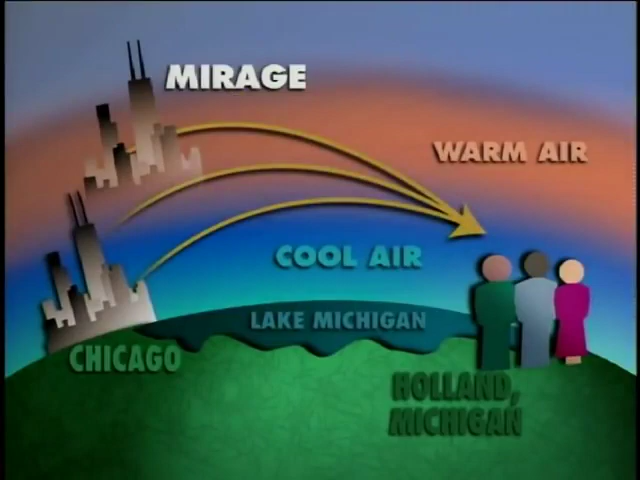 MIRAGE
WARM AIR
COOL AIR
LAKE MICHIGAN
CHICAGO
HOLLAND,
MICHIGAN